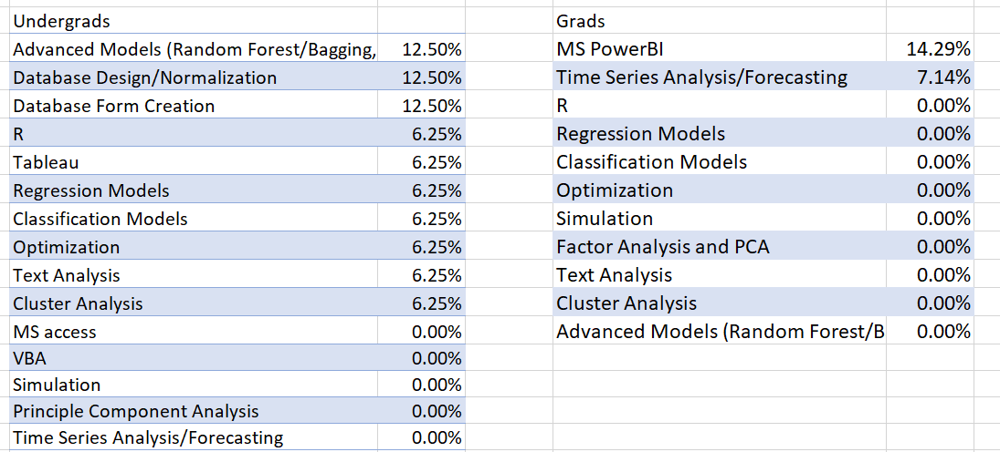 Undergrads
Advanced Models (Random Forest/Bagging, 12.50%
Database Design/Normalization 12.50%
Database Form Creation 12.50%
R 6.25%
Tableau 6.25%
Regression Models 6.25%
Classification Models 6.25%
Optimization 6.25%
Text Analysis 6.25%
Cluster Analysis 6.25%
MS access 0.00%
VBA 0.00%
Simulation 0.00%
Principle Component Analysis 0.00%
Time Series Analysis/Forecasting 0.00%
Grads
MS PowerBI 14.29%
Time Series Analysis/Forecasting 7.14%
R 0.00%
Regression Models 0.00%
Classification Models 0.00%
Optimization 0.00%
Simulation 0.00%
Factor Analysis and PCA 0.00%
Text Analysis 0.00%
Cluster Analysis 0.00%
Advanced Models (Random Forest/B 0.00%